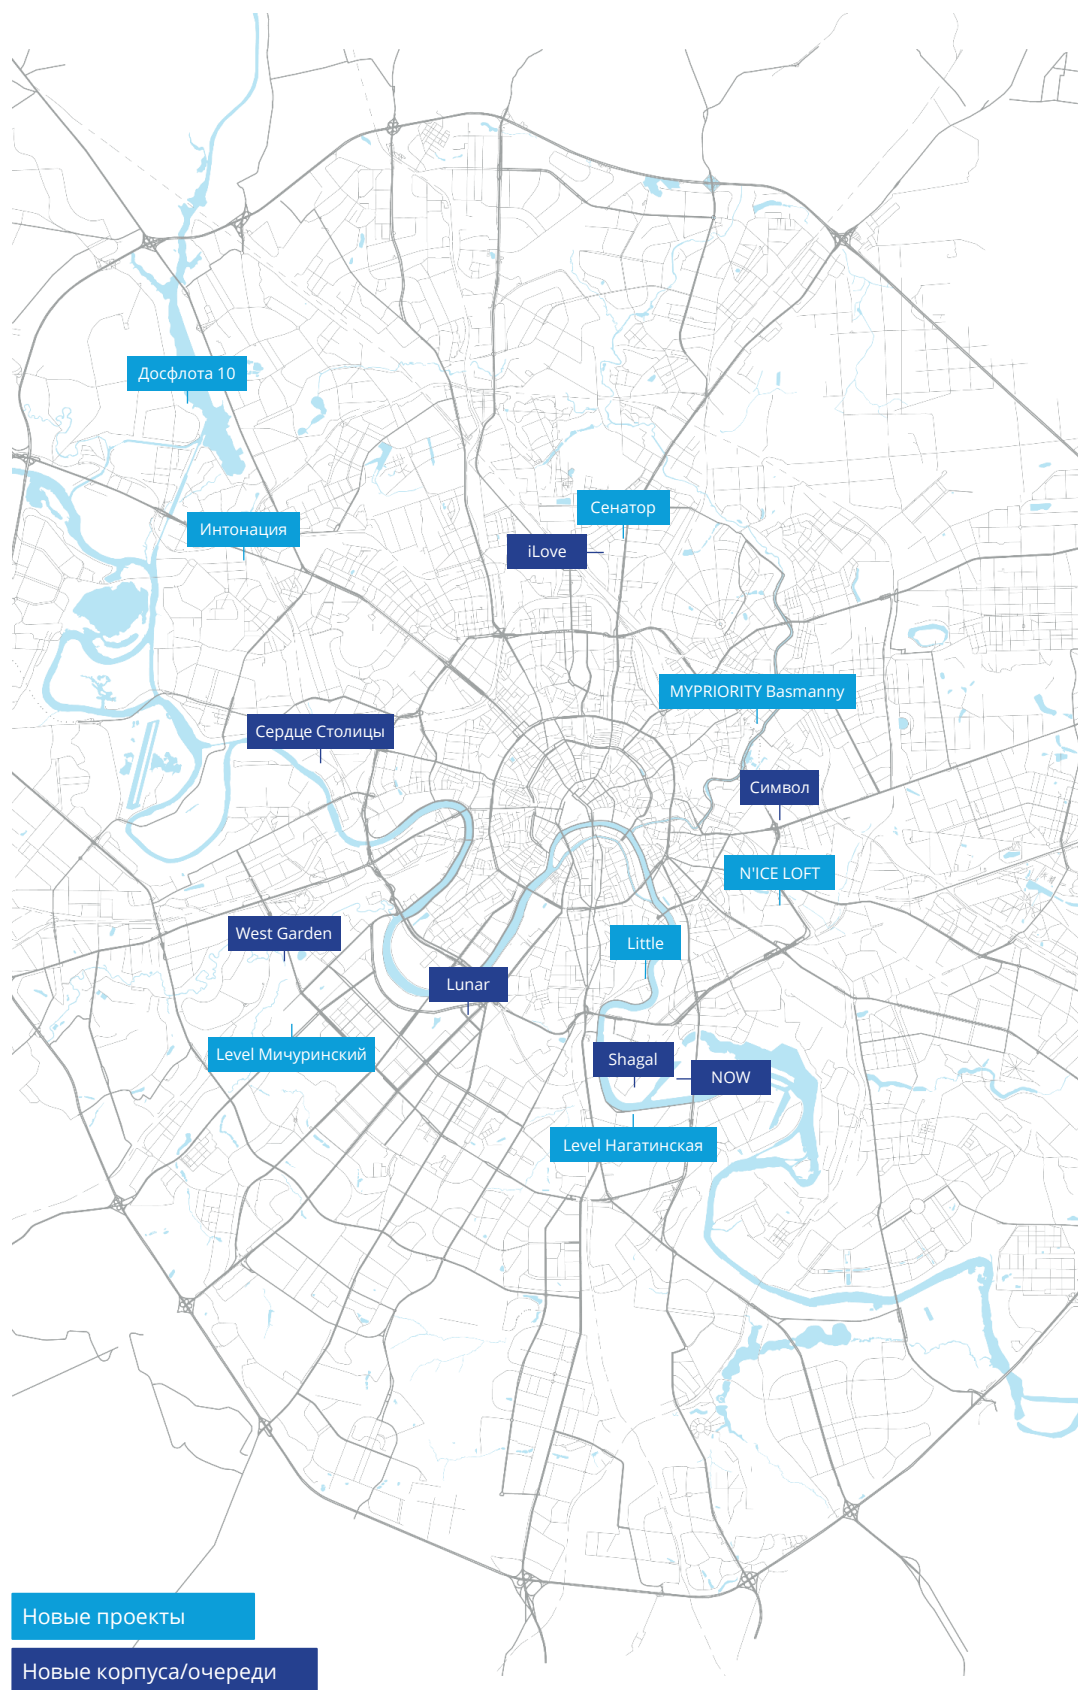 Досфлота 10
Сенатор
Интонация
iLove
MYPRIORITY Basmanny
Сердце Столицы
Символ
N'ICE LOFT
West Garden
Little
Lunar
Level Мичуринский
Shagal
NOW
Level Нагатинская
Новые проекты
Новые корпуса/очереди